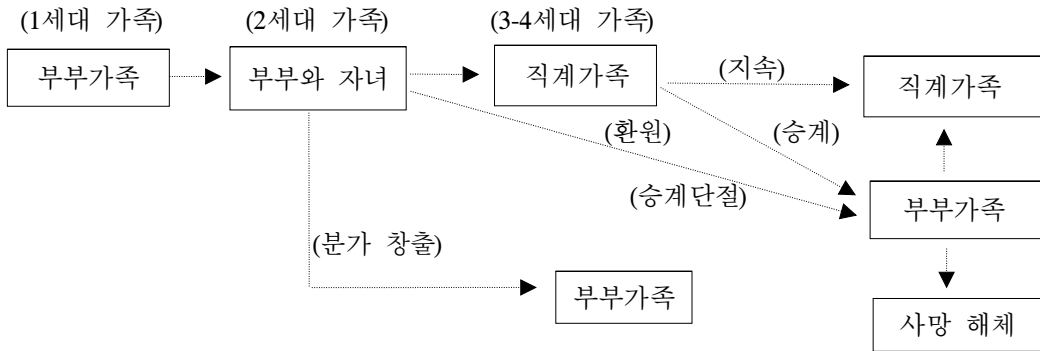 (1세대 가족) (2세대 가족) (3-4세대 가족)
부부가족 부부와 자녀 직계가족 (지속) 직계가족
(환원) (승계)
(승계단절) 부부가족
(분가 창출)
부부가족
사망 해체